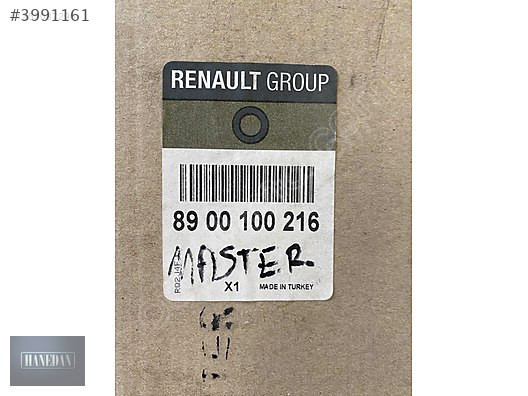 #3991161
RENAULT GROUP
89 00 100 216
MASTER
X1
MADE IN TURKEY
HANEDAN